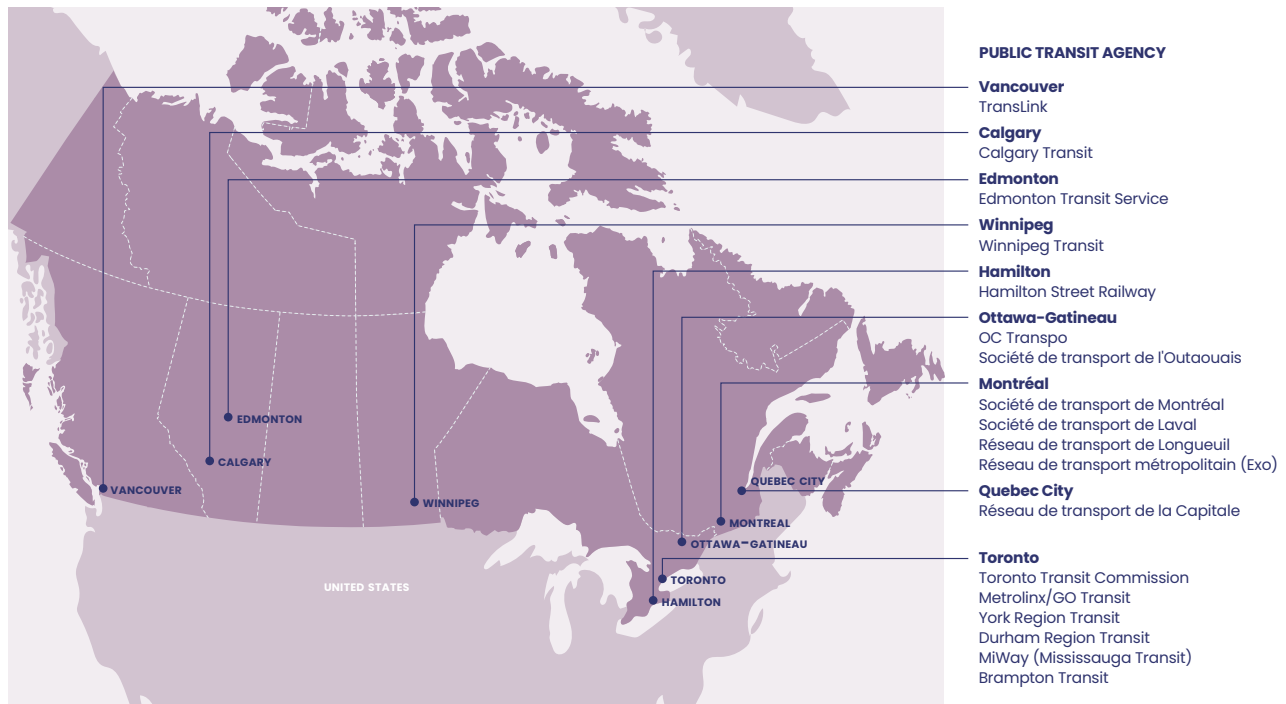 PUBLIC TRANSIT AGENCY
Vancouver
TransLink
Calgary
Calgary Transit
Edmonton
Edmonton Transit Service
Winnipeg
Winnipeg Transit
Hamilton
Hamilton Street Railway
Ottawa-Gatineau
OC Transpo
Société de transport de l'Outaouais
Montréal
Société de transport de Montréal
Société de transport de Laval
Réseau de transport de Longueuil
Réseau de transport métropolitain (Exo)
Quebec City
Réseau de transport de la Capitale
Toronto
Toronto Transit Commission
Metrolinx/GO Transit
York Region Transit
Durham Region Transit
MiWay (Mississauga Transit)
Brampton Transit
EDMONTON
CALGARY
VANCOUVER
WINNIPEG
QUEBEC CITY
MONTREAL
OTTAWA-GATINEAU
TORONTO
HAMILTON
UNITED STATES